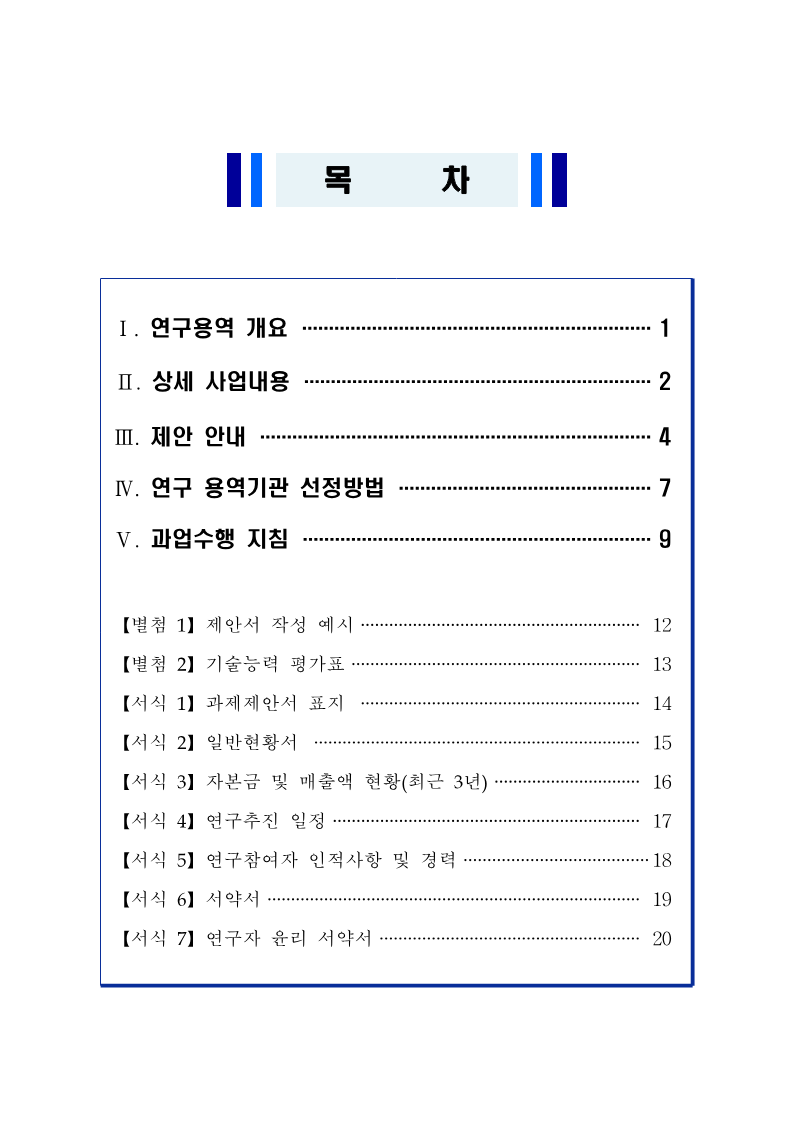 목 차
Ⅰ. 연구용역 개요 ································································ 1
Ⅱ. 상세 사업내용 ································································ 2
Ⅲ. 제안 안내 ········································································ 4
Ⅳ. 연구 용역기관 선정방법 ·············································· 7
Ⅴ. 과업수행 지침 ································································ 9
【별첨 1】제안서 작성 예시 ···························································· 12
【별첨 2】기술능력 평가표 ······························································ 13
【서식 1】과제제안서 표지 ···························································· 14
【서식 2】일반현황서 ······································································ 15
【서식 3】자본금 및 매출액 현황(최근 3년) ······························· 16
【서식 4】연구추진 일정 ·································································· 17
【서식 5】연구참여자 인적사항 및 경력 ········································18
【서식 6】서약서 ················································································ 19
【서식 7】연구자 윤리 서약서 ························································ 20